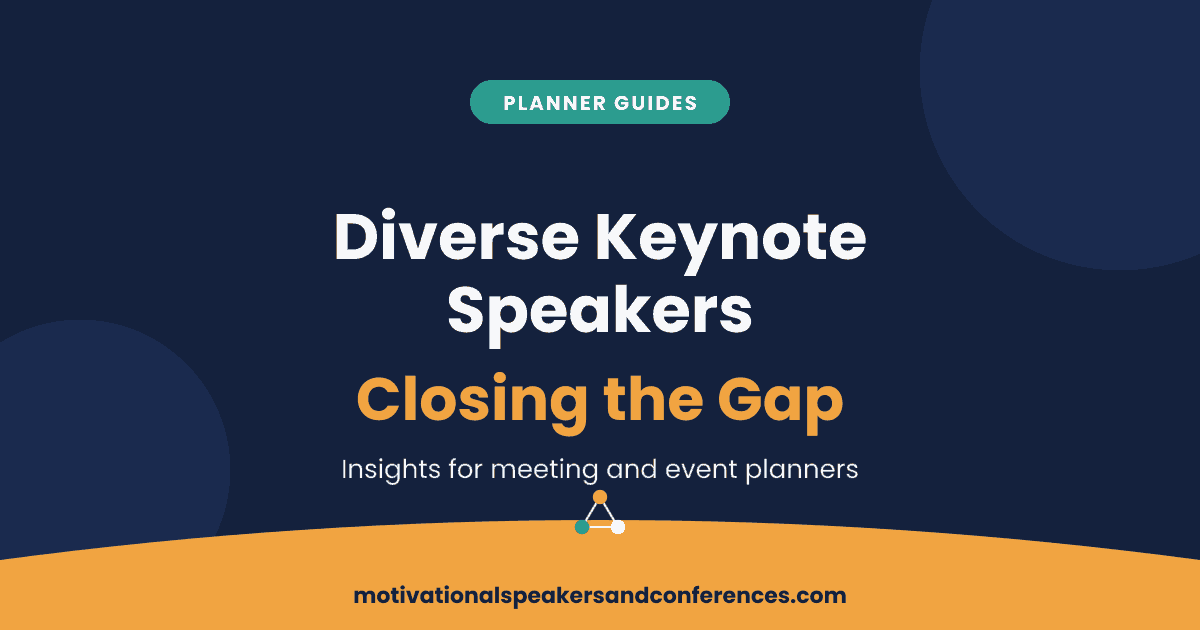 PLANNER GUIDES
Diverse Keynote
Speakers
Closing the Gap
Insights for meeting and event planners
motivationalspeakersandconferences.com